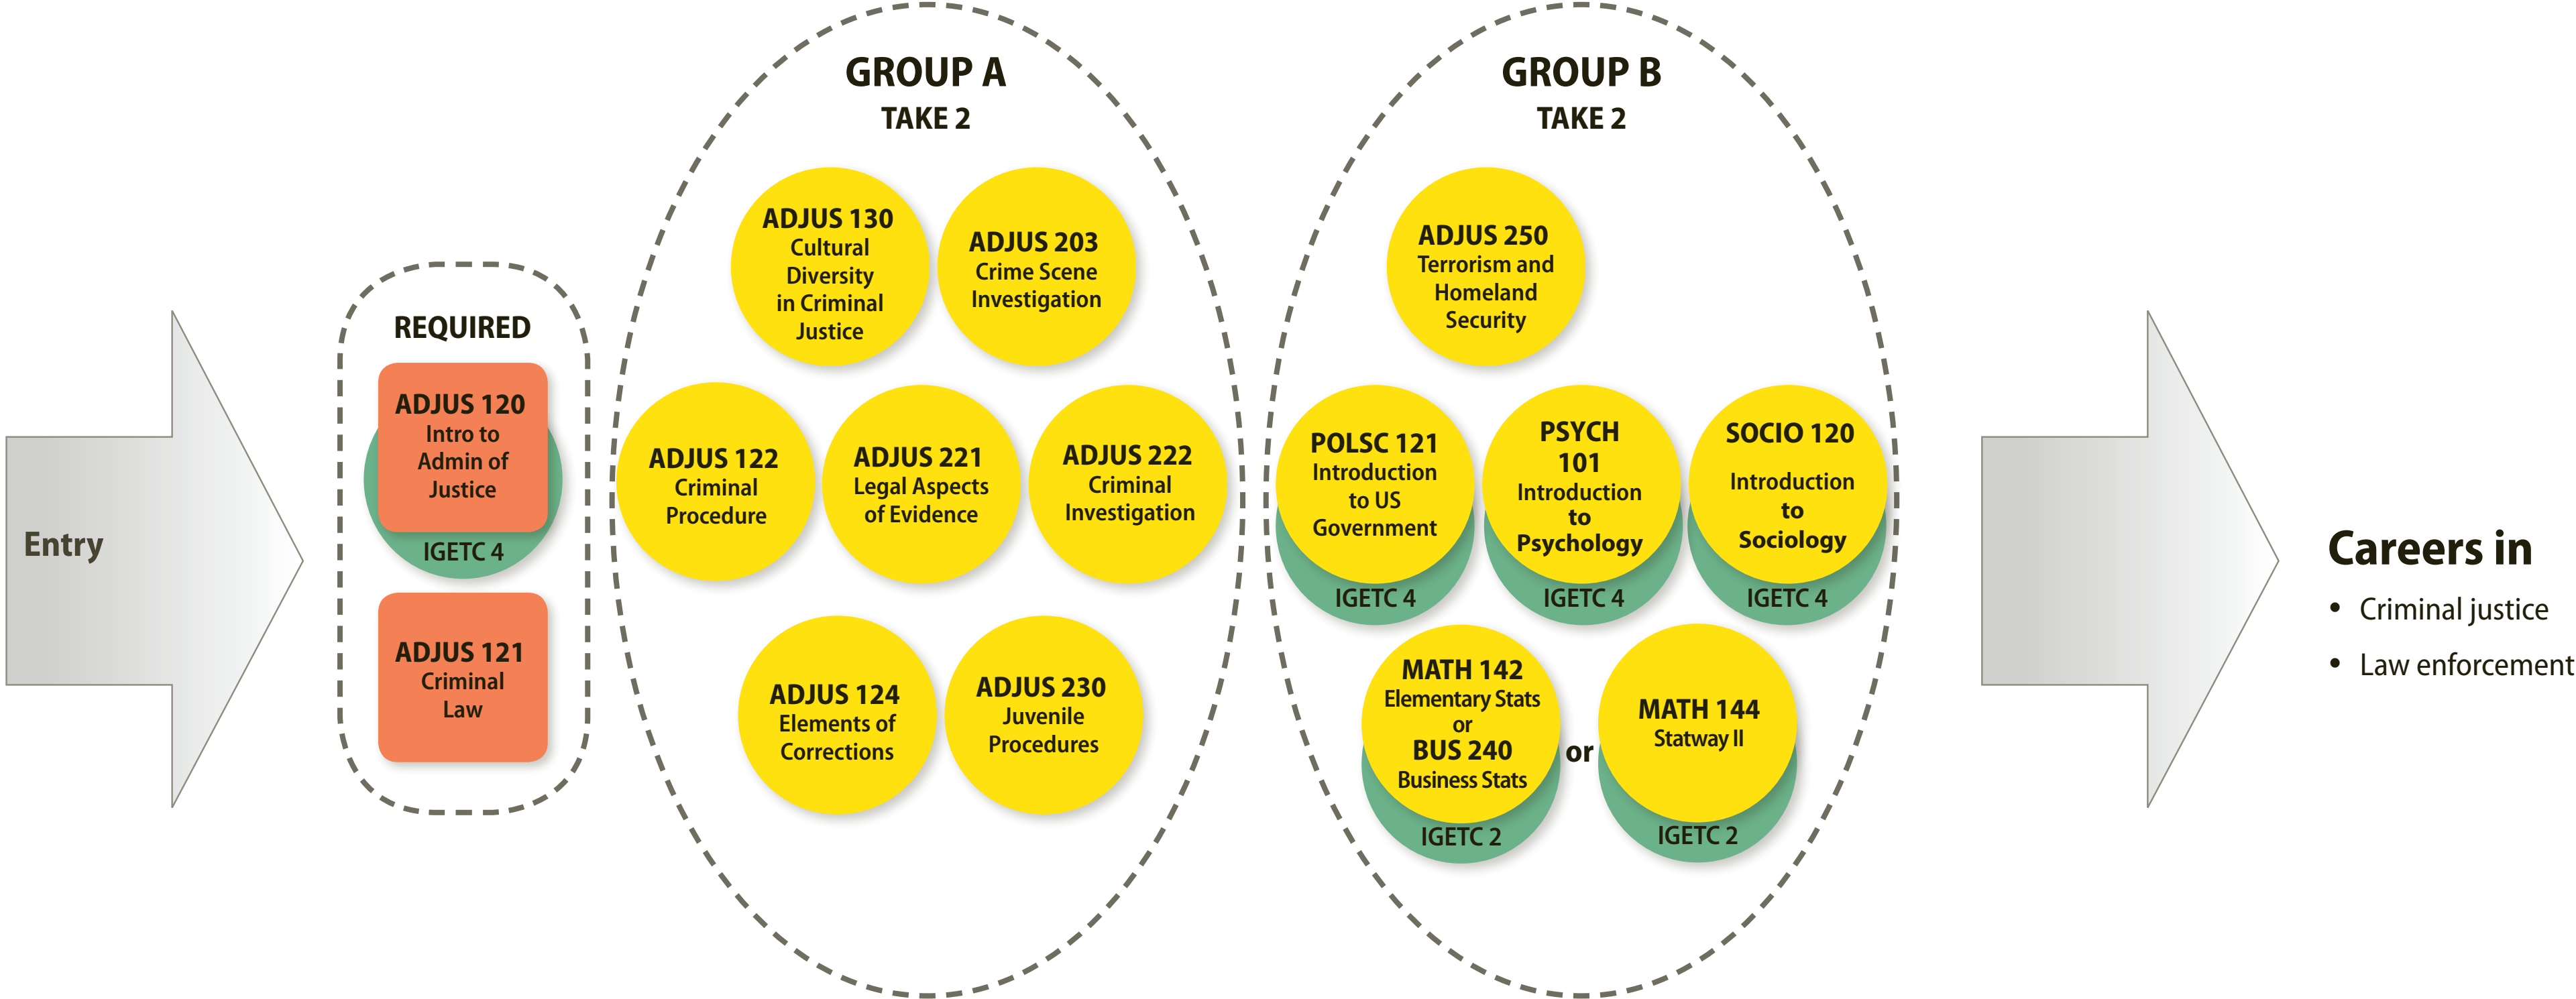 Entry
REQUIRED
ADJUS 120
Intro to
Admin of
Justice
IGETC 4
ADJUS 121
Criminal
Law
GROUP A
TAKE 2
ADJUS 130
Cultural
Diversity
in Criminal
Justice
ADJUS 203
Crime Scene
Investigation
ADJUS 122
Criminal
Procedure
ADJUS 221
Legal Aspects
of Evidence
ADJUS 222
Criminal
Investigation
ADJUS 124
Elements of
Corrections
ADJUS 230
Juvenile
Procedures
GROUP B
TAKE 2
ADJUS 250
Terrorism and
Homeland
Security
POLSC 121
Introduction
to US
Government
IGETC 4
PSYCH
101
Introduction
to
Psychology
IGETC 4
SOCIO 120
Introduction
to
Sociology
IGETC 4
MATH 142
Elementary Stats
or
BUS 240
Business Stats
IGETC 2
or
MATH 144
Statway II
IGETC 2
Careers in
• Criminal justice
• Law enforcement